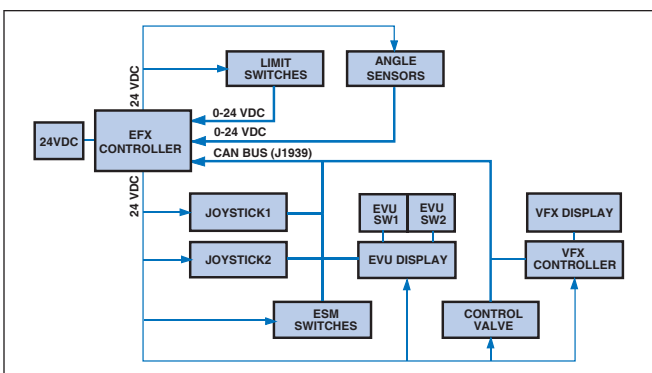 24 VDC
LIMIT
SWITCHES
ANGLE
SENSORS
0-24 VDC
0-24 VDC
CAN BUS (J1939)
24VDC
EFX
CONTROLLER
24 VDC
JOYSTICK1
JOYSTICK2
EVU
SW1
EVU
SW2
EVU DISPLAY
VFX DISPLAY
VFX
CONTROLLER
ESM
SWITCHES
CONTROL
VALVE